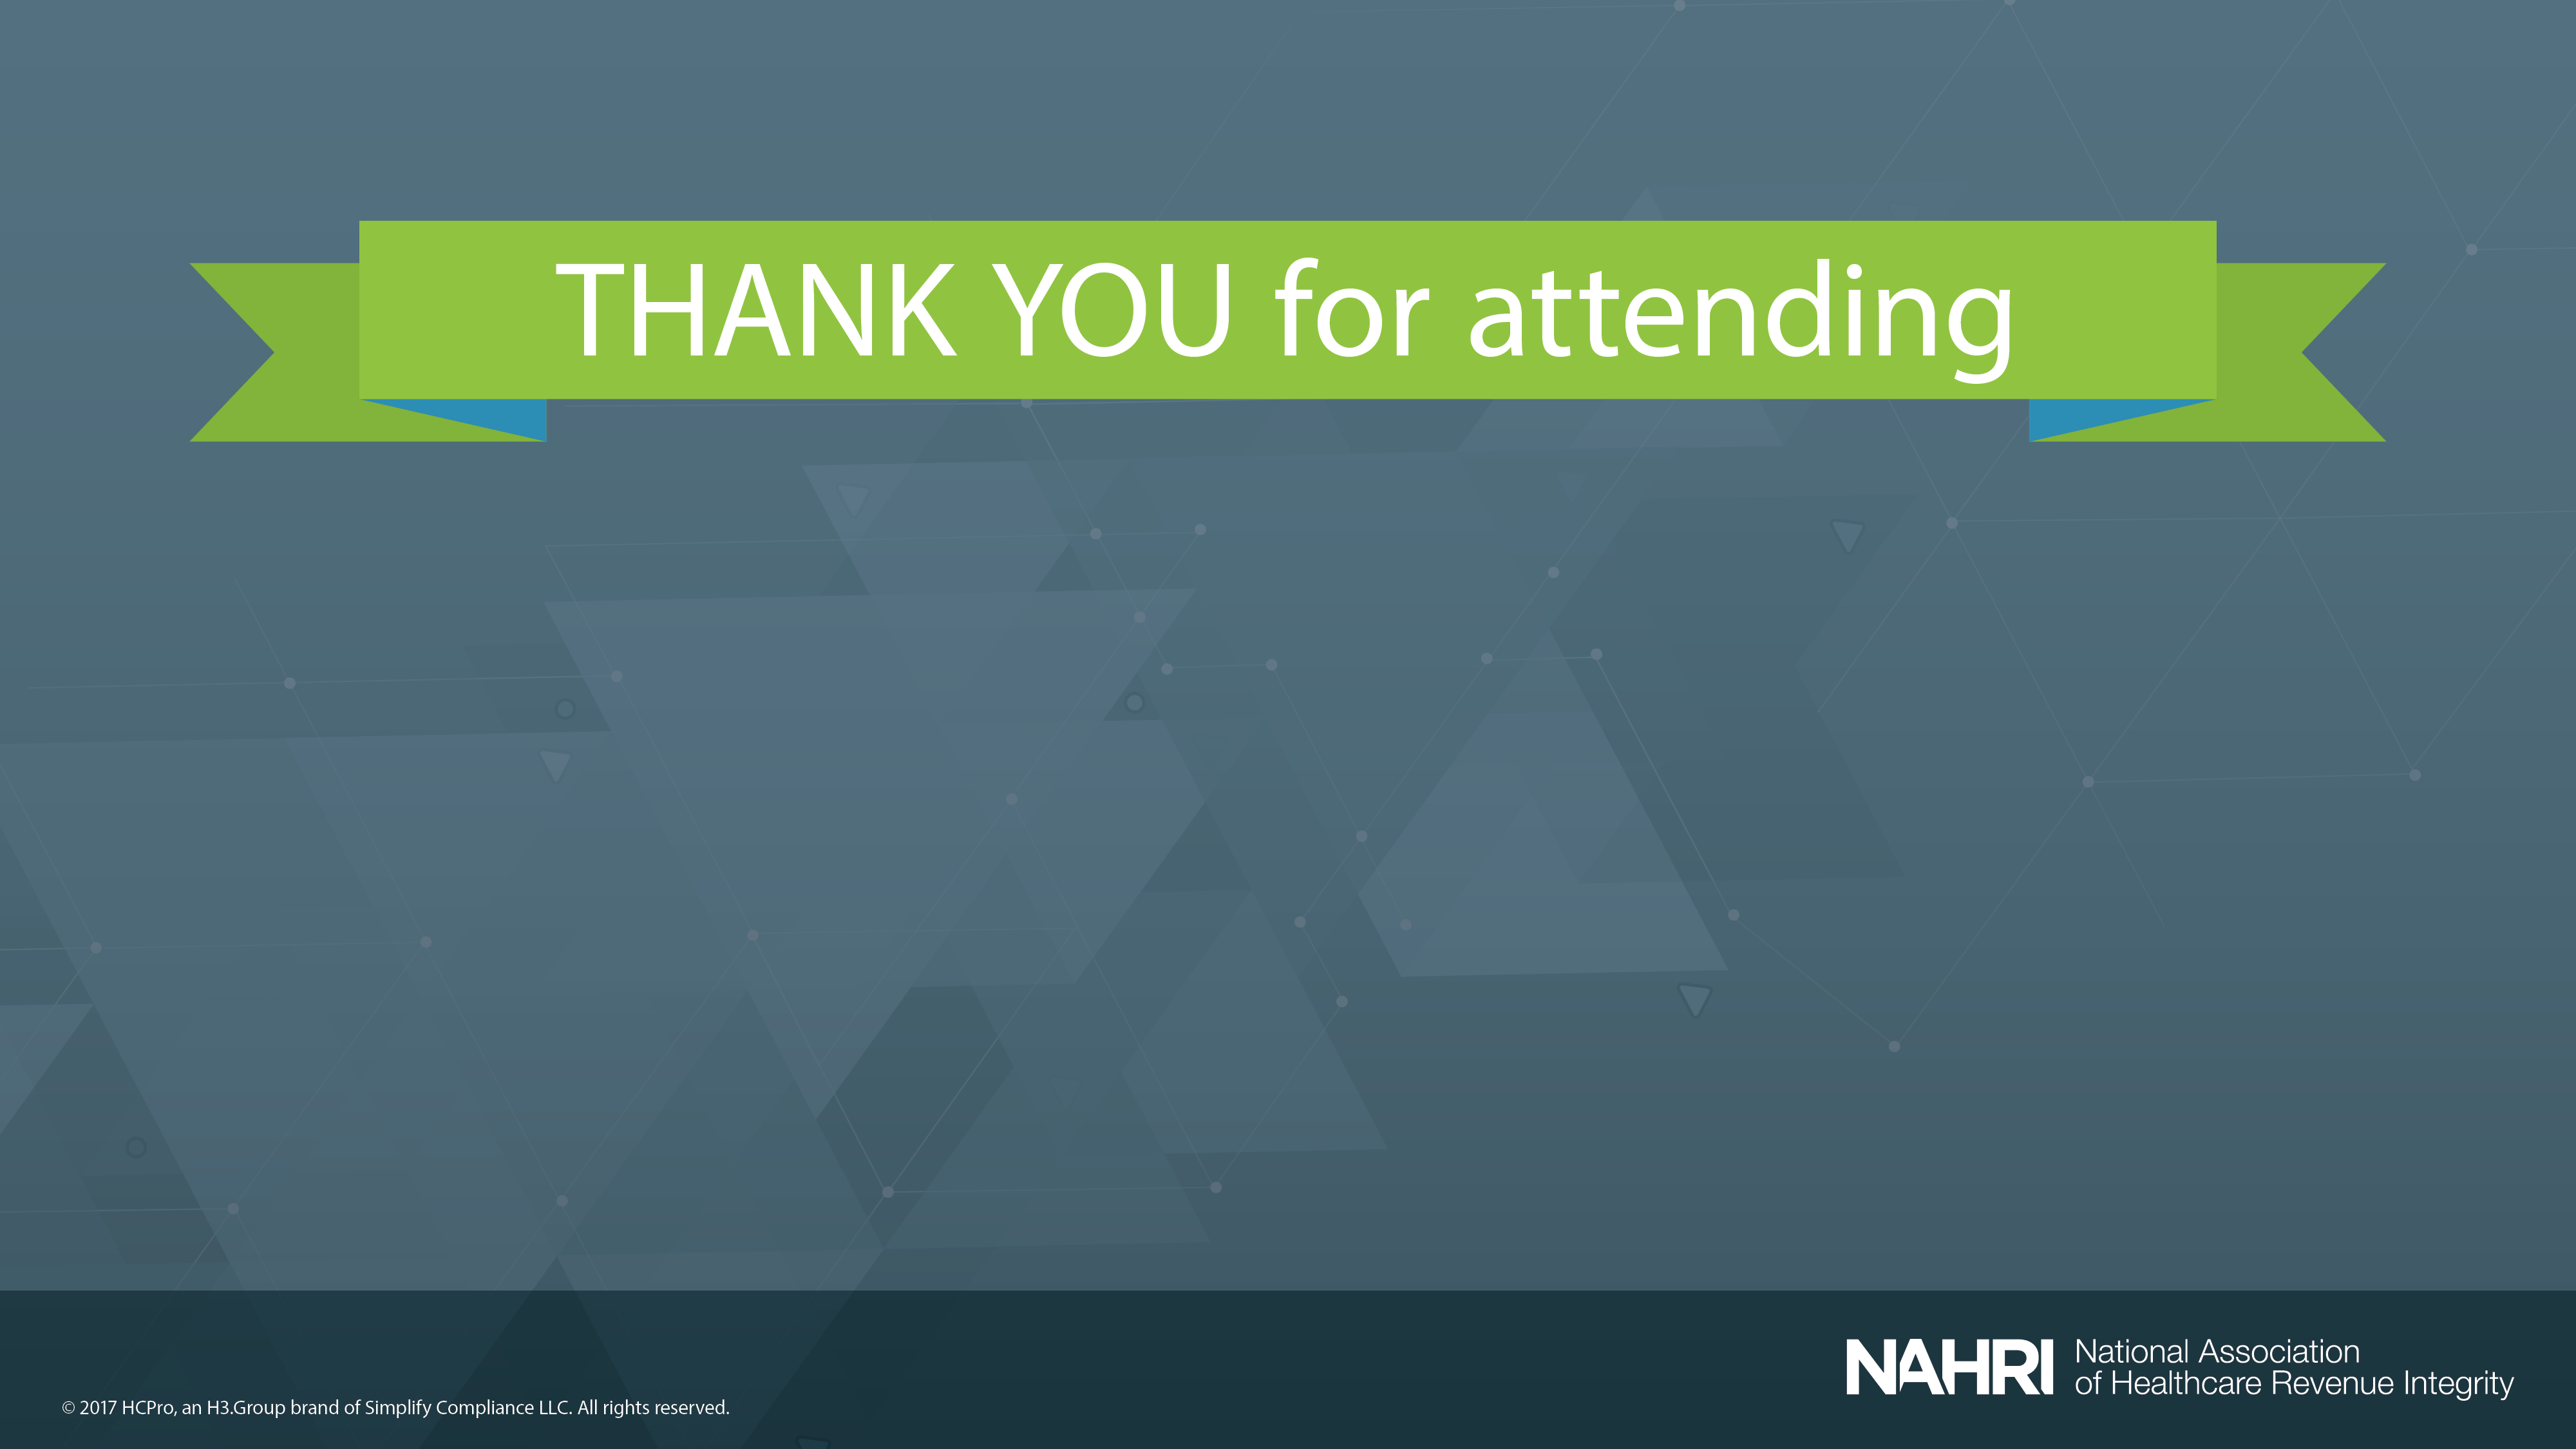 THANK YOU for attending
© 2017 HCPro, an H3.Group brand of Simplify Compliance LLC. All rights reserved.
NAHRI
National Association
of Healthcare Revenue Integrity